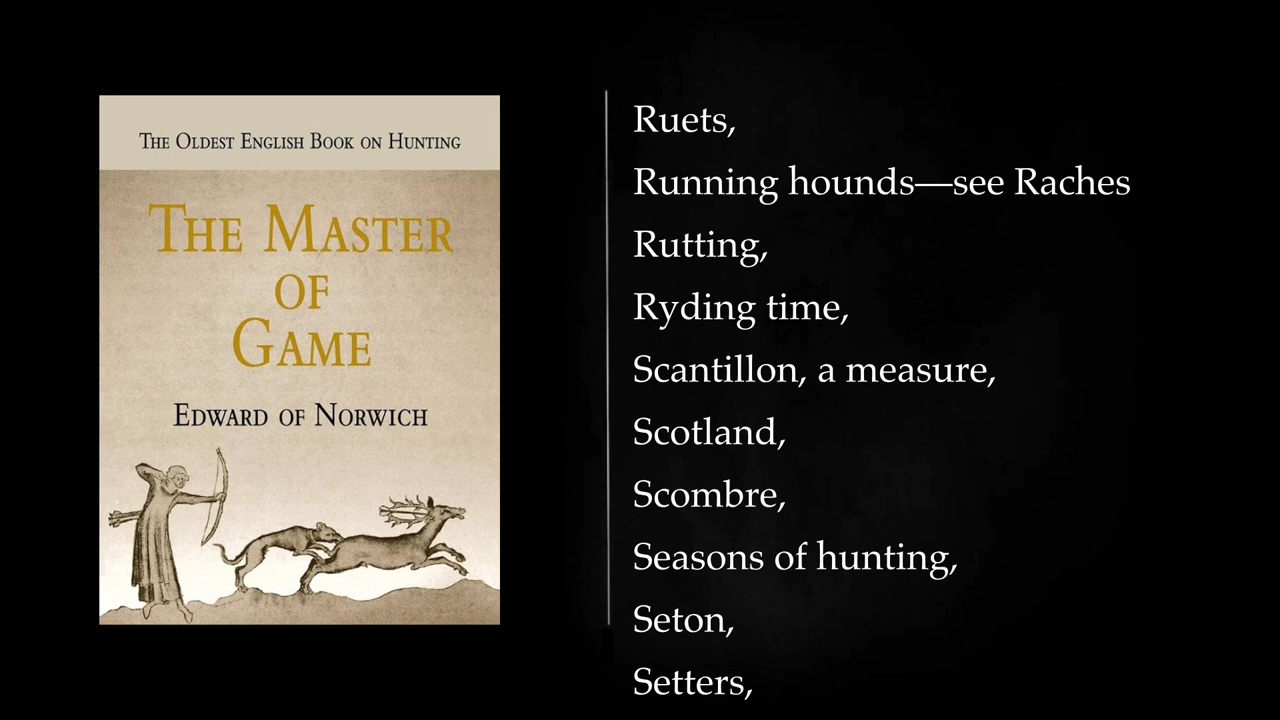 The Oldest English Book on Hunting
The Master
of
Game
Edward of Norwich
Ruets,
Running hounds—see Raches
Rutting,
Ryding time,
Scantillon, a measure,
Scotland,
Scombre,
Seasons of hunting,
Seton,
Setters,